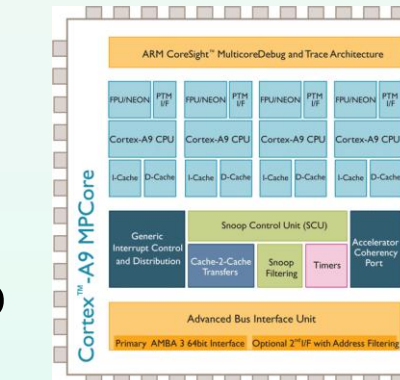 ARM CoreSight™ MulticoreDebug and Trace Architecture
FPU/NEON PTM I/F FPU/NEON PTM I/F FPU/NEON PTM I/F FPU/NEON PTM I/F
Cortex-A9 CPU Cortex-A9 CPU Cortex-A9 CPU Cortex-A9 CPU
I-Cache D-Cache I-Cache D-Cache I-Cache D-Cache I-Cache D-Cache
Cortex™-A9 MPCore
Generic
Interrupt Control
and Distribution
Snoop Control Unit (SCU)
Cache-2-Cache
Transfers
Snoop
Filtering
Timers
Accelerator
Coherency
Port
Advanced Bus Interface Unit
Primary AMBA 3 64bit Interface Optional 2nd I/F with Address Filtering